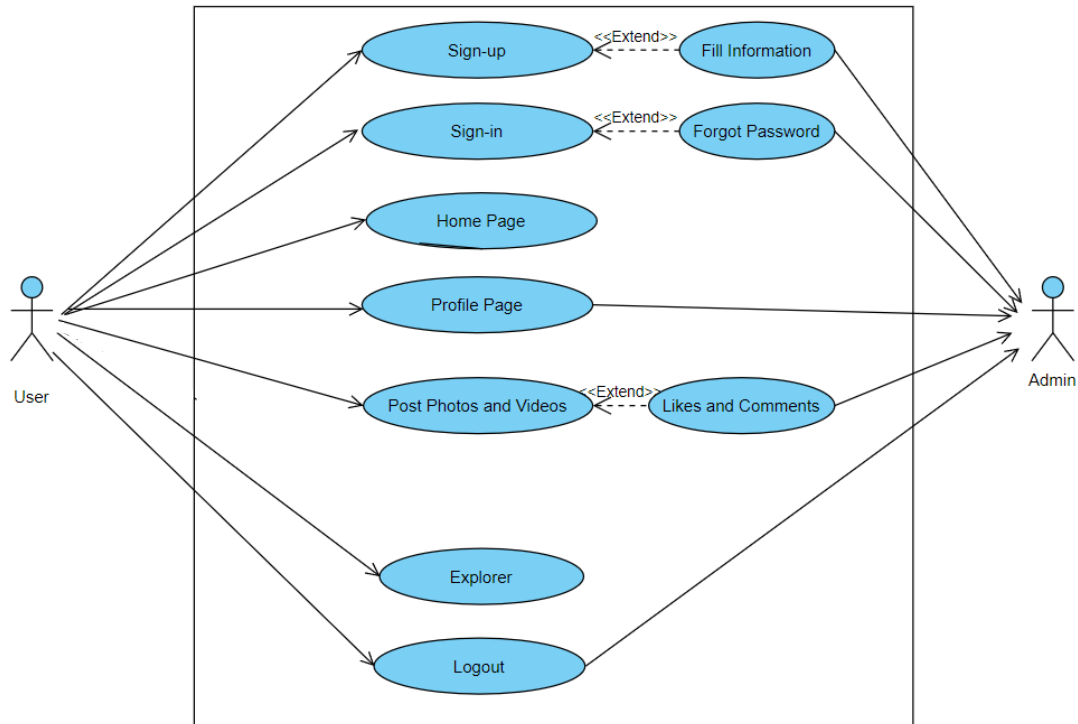 Sign-up
<<Extend>>
Fill Information
Sign-in
<<Extend>>
Forgot Password
Home Page
Profile Page
User
Admin
Post Photos and Videos
<<Extend>>
Likes and Comments
Explorer
Logout